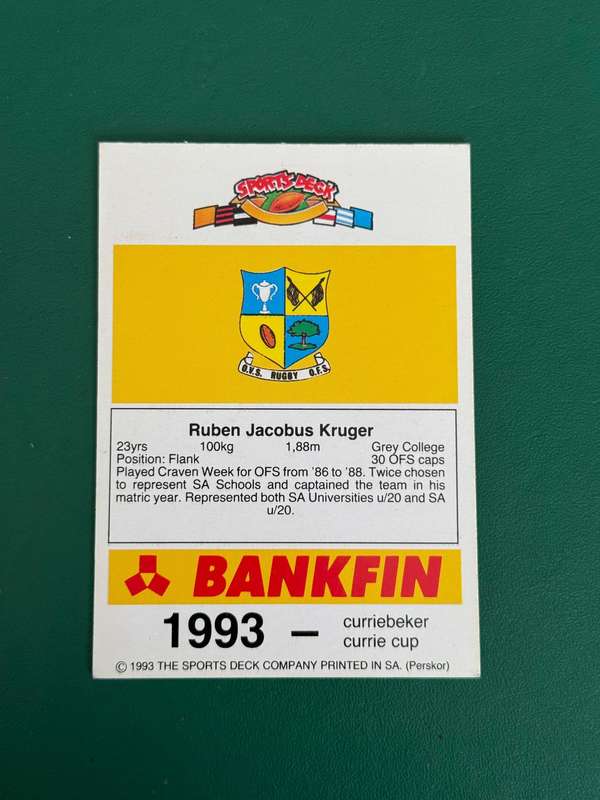 SPORTS DECK
O.V.S. RUGBY O.F.S.
Ruben Jacobus Kruger
23yrs 100kg 1,88m Grey College
Position: Flank 30 OFS caps
Played Craven Week for OFS from '86 to '88. Twice chosen
to represent SA Schools and captained the team in his
matric year. Represented both SA Universities u/20 and SA
u/20.
BANKFIN
1993 – curriebeker
currie cup
© 1993 THE SPORTS DECK COMPANY PRINTED IN SA. (Perskor)